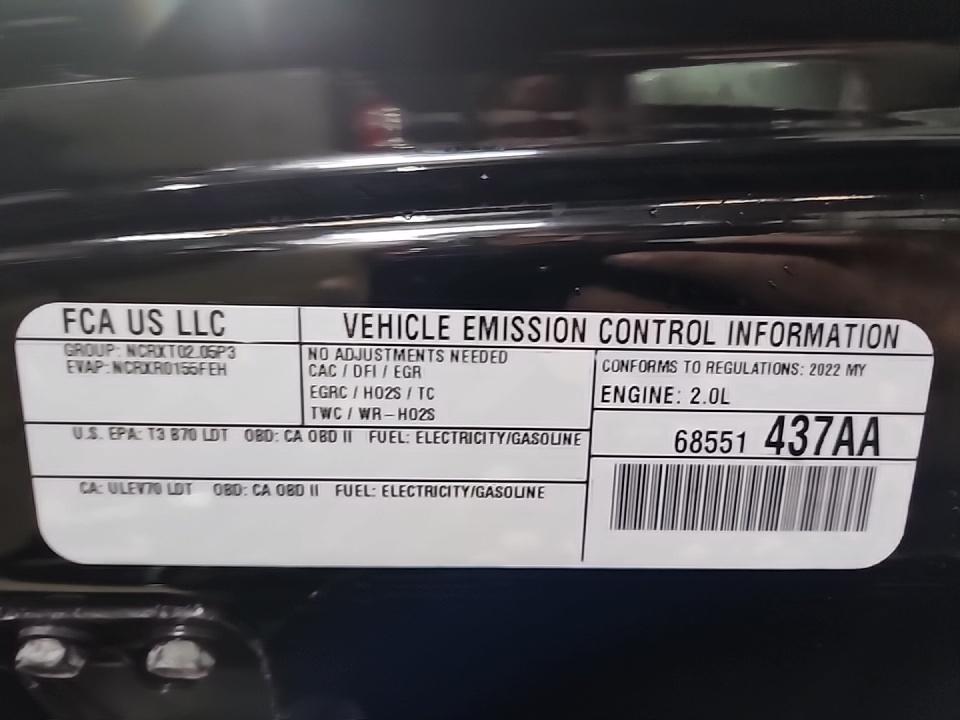 FCA US LLC
VEHICLE EMISSION CONTROL INFORMATION
GROUP: NCRXT02.05P3
EVAP: NCRXR0155FEH
NO ADJUSTMENTS NEEDED
CAC / DFI / EGR
EGRC / HO2S / TC
TWC / WR-HO2S
CONFORMS TO REGULATIONS: 2022 MY
ENGINE: 2.0L
U.S. EPA: T3 B70 LDT OBD: CA OBD II FUEL: ELECTRICITY/GASOLINE
68551 437AA
CA: ULEV70 LDT OBD: CA OBD II FUEL: ELECTRICITY/GASOLINE